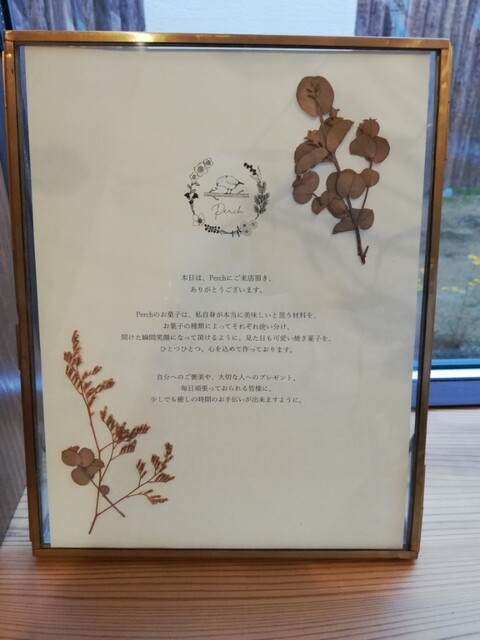 Perch
本日は、Perchにご来店頂き、
ありがとうございます。
Perchのお菓子は、私自身が本当に美味しいと思う材料を、
お菓子の種類によってそれぞれ使い分け、
開けた瞬間笑顔になって頂けるように、見た目も可愛い焼き菓子を、
ひとつひとつ、心を込めて作っております。
自分へのご褒美や、大切な人へのプレゼント、
毎日頑張っておられる皆様に、
少しでも癒しの時間のお手伝いが出来ますように。